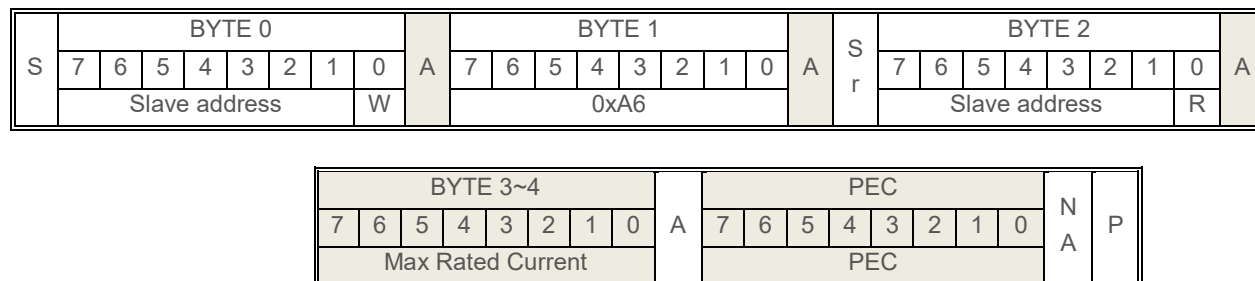 BYTE 0 BYTE 1 BYTE 2
S 7 6 5 4 3 2 1 0 A 7 6 5 4 3 2 1 0 A Sr 7 6 5 4 3 2 1 0 A
Slave address W 0xA6 Slave address R
BYTE 3~4 PEC
7 6 5 4 3 2 1 0 A 7 6 5 4 3 2 1 0 NA P
Max Rated Current PEC